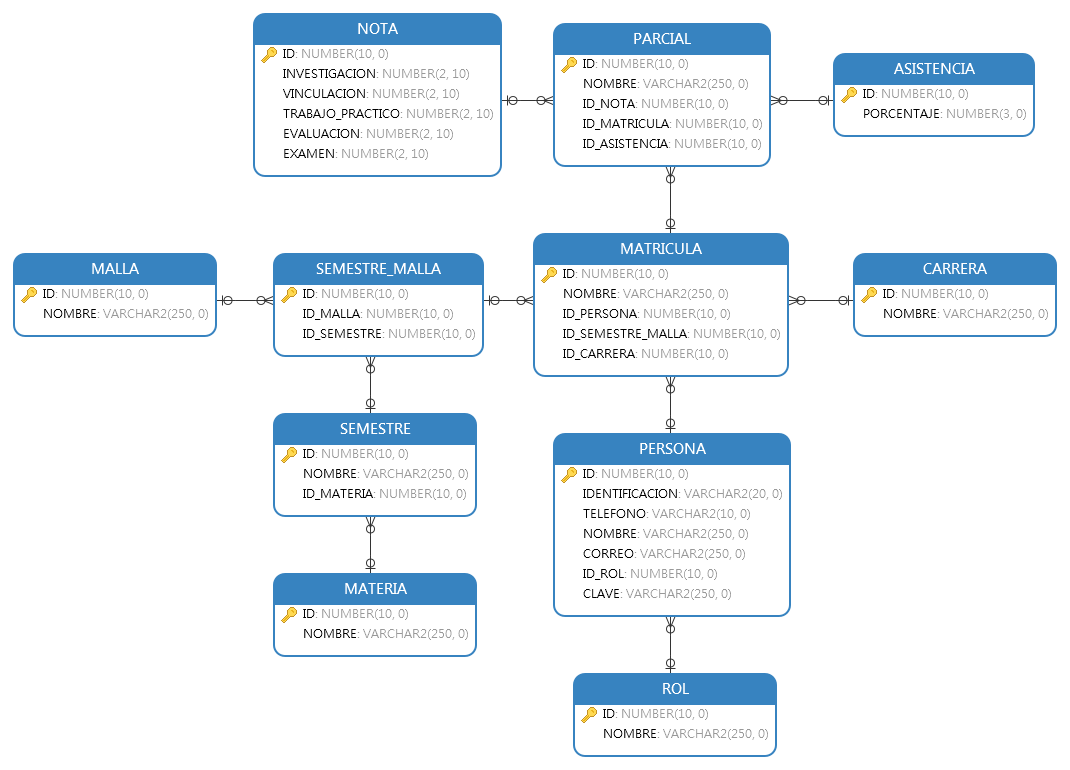 NOTA
ID: NUMBER(10, 0)
INVESTIGACION: NUMBER(2, 10)
VINCULACION: NUMBER(2, 10)
TRABAJO_PRACTICO: NUMBER(2, 10)
EVALUACION: NUMBER(2, 10)
EXAMEN: NUMBER(2, 10)
PARCIAL
ID: NUMBER(10, 0)
NOMBRE: VARCHAR2(250, 0)
ID_NOTA: NUMBER(10, 0)
ID_MATRICULA: NUMBER(10, 0)
ID_ASISTENCIA: NUMBER(10, 0)
ASISTENCIA
ID: NUMBER(10, 0)
PORCENTAJE: NUMBER(3, 0)
MALLA
ID: NUMBER(10, 0)
NOMBRE: VARCHAR2(250, 0)
SEMESTRE_MALLA
ID: NUMBER(10, 0)
ID_MALLA: NUMBER(10, 0)
ID_SEMESTRE: NUMBER(10, 0)
MATRICULA
ID: NUMBER(10, 0)
NOMBRE: VARCHAR2(250, 0)
ID_PERSONA: NUMBER(10, 0)
ID_SEMESTRE_MALLA: NUMBER(10, 0)
ID_CARRERA: NUMBER(10, 0)
CARRERA
ID: NUMBER(10, 0)
NOMBRE: VARCHAR2(250, 0)
SEMESTRE
ID: NUMBER(10, 0)
NOMBRE: VARCHAR2(250, 0)
ID_MATERIA: NUMBER(10, 0)
PERSONA
ID: NUMBER(10, 0)
IDENTIFICACION: VARCHAR2(20, 0)
TELEFONO: VARCHAR2(10, 0)
NOMBRE: VARCHAR2(250, 0)
CORREO: VARCHAR2(250, 0)
ID_ROL: NUMBER(10, 0)
CLAVE: VARCHAR2(250, 0)
MATERIA
ID: NUMBER(10, 0)
NOMBRE: VARCHAR2(250, 0)
ROL
ID: NUMBER(10, 0)
NOMBRE: VARCHAR2(250, 0)